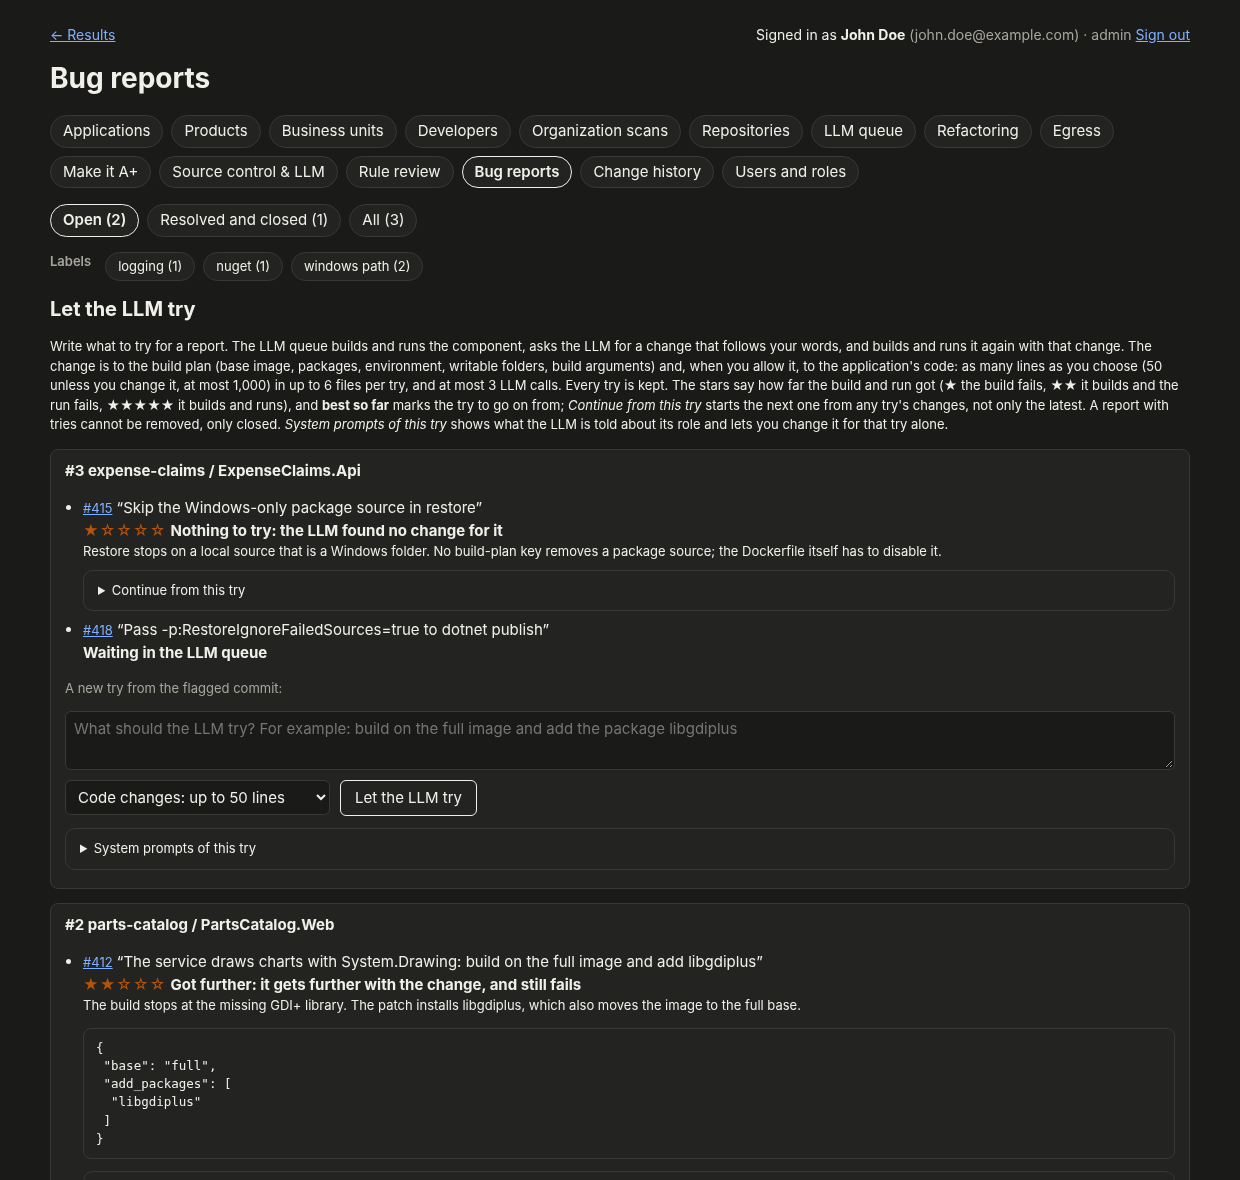 ← Results
Signed in as John Doe (john.doe@example.com) · admin Sign out
Bug reports
Applications Products Business units Developers Organization scans Repositories LLM queue Refactoring Egress
Make it A+ Source control & LLM Rule review Bug reports Change history Users and roles
Open (2) Resolved and closed (1) All (3)
Labels logging (1) nuget (1) windows path (2)
Let the LLM try
Write what to try for a report. The LLM queue builds and runs the component, asks the LLM for a change that follows your words, and builds and runs it again with that change. The
change is to the build plan (base image, packages, environment, writable folders, build arguments) and, when you allow it, to the application's code: as many lines as you choose (50
unless you change it, at most 1,000) in up to 6 files per try, and at most 3 LLM calls. Every try is kept. The stars say how far the build and run got (★ the build fails, ★★ it builds and the
run fails, ★★★★★ it builds and runs), and best so far marks the try to go on from; Continue from this try starts the next one from any try's changes, not only the latest. A report with
tries cannot be removed, only closed. System prompts of this try shows what the LLM is told about its role and lets you change it for that try alone.
#3 expense-claims / ExpenseClaims.Api
• #415 “Skip the Windows-only package source in restore”
★☆☆☆☆ Nothing to try: the LLM found no change for it
Restore stops on a local source that is a Windows folder. No build-plan key removes a package source; the Dockerfile itself has to disable it.
▶ Continue from this try
• #418 “Pass -p:RestoreIgnoreFailedSources=true to dotnet publish”
Waiting in the LLM queue
A new try from the flagged commit:
What should the LLM try? For example: build on the full image and add the package libgdiplus
Code changes: up to 50 lines Let the LLM try
▶ System prompts of this try
#2 parts-catalog / PartsCatalog.Web
• #412 “The service draws charts with System.Drawing: build on the full image and add libgdiplus”
★★☆☆☆ Got further: it gets further with the change, and still fails
The build stops at the missing GDI+ library. The patch installs libgdiplus, which also moves the image to the full base.
{
"base": "full",
"add_packages": [
"libgdiplus"
]
}